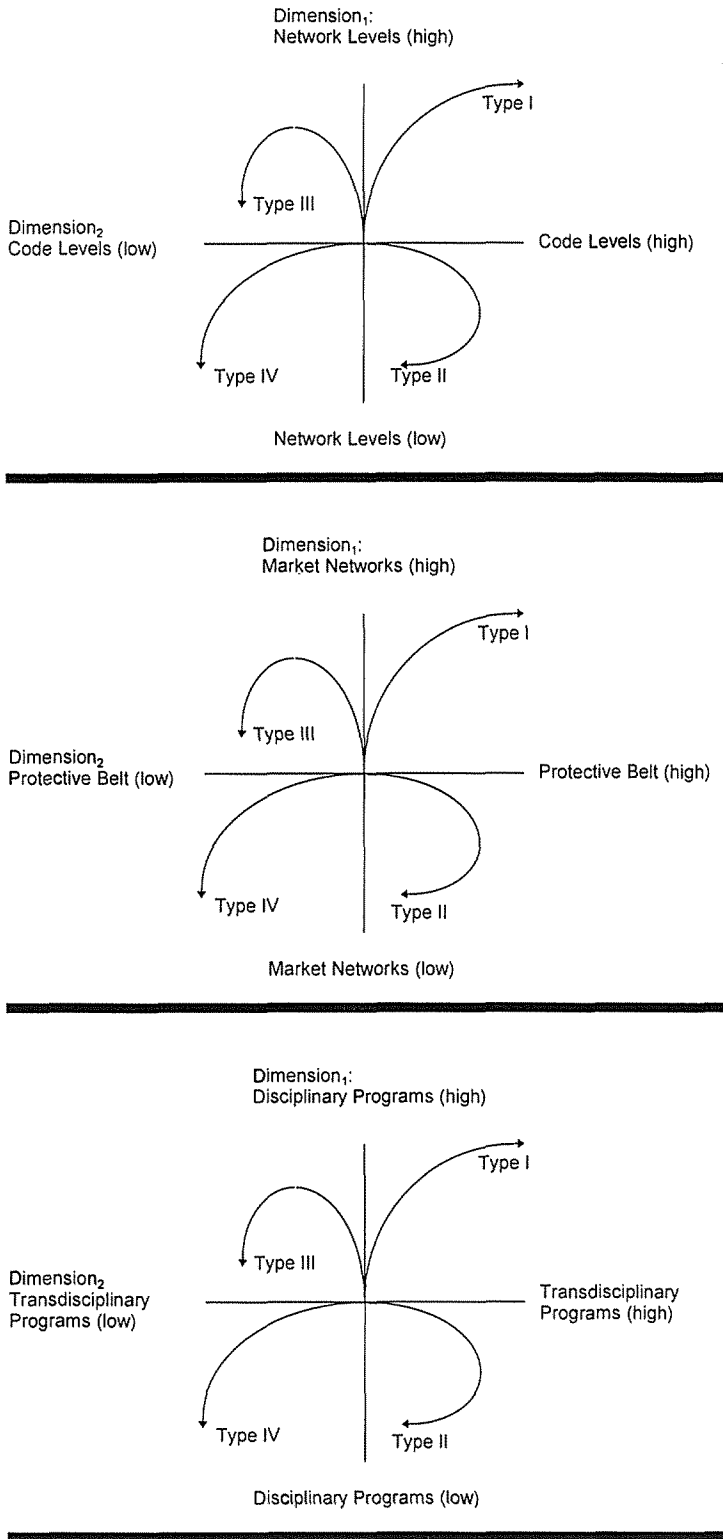 Dimension₁:
Network Levels (high)
Type I
Type III
Dimension₂
Code Levels (low)
Code Levels (high)
Type IV
Type II
Network Levels (low)
Dimension₁:
Market Networks (high)
Type I
Type III
Dimension₂
Protective Belt (low)
Protective Belt (high)
Type IV
Type II
Market Networks (low)
Dimension₁:
Disciplinary Programs (high)
Type I
Type III
Dimension₂
Transdisciplinary
Programs (low)
Transdisciplinary
Programs (high)
Type IV
Type II
Disciplinary Programs (low)